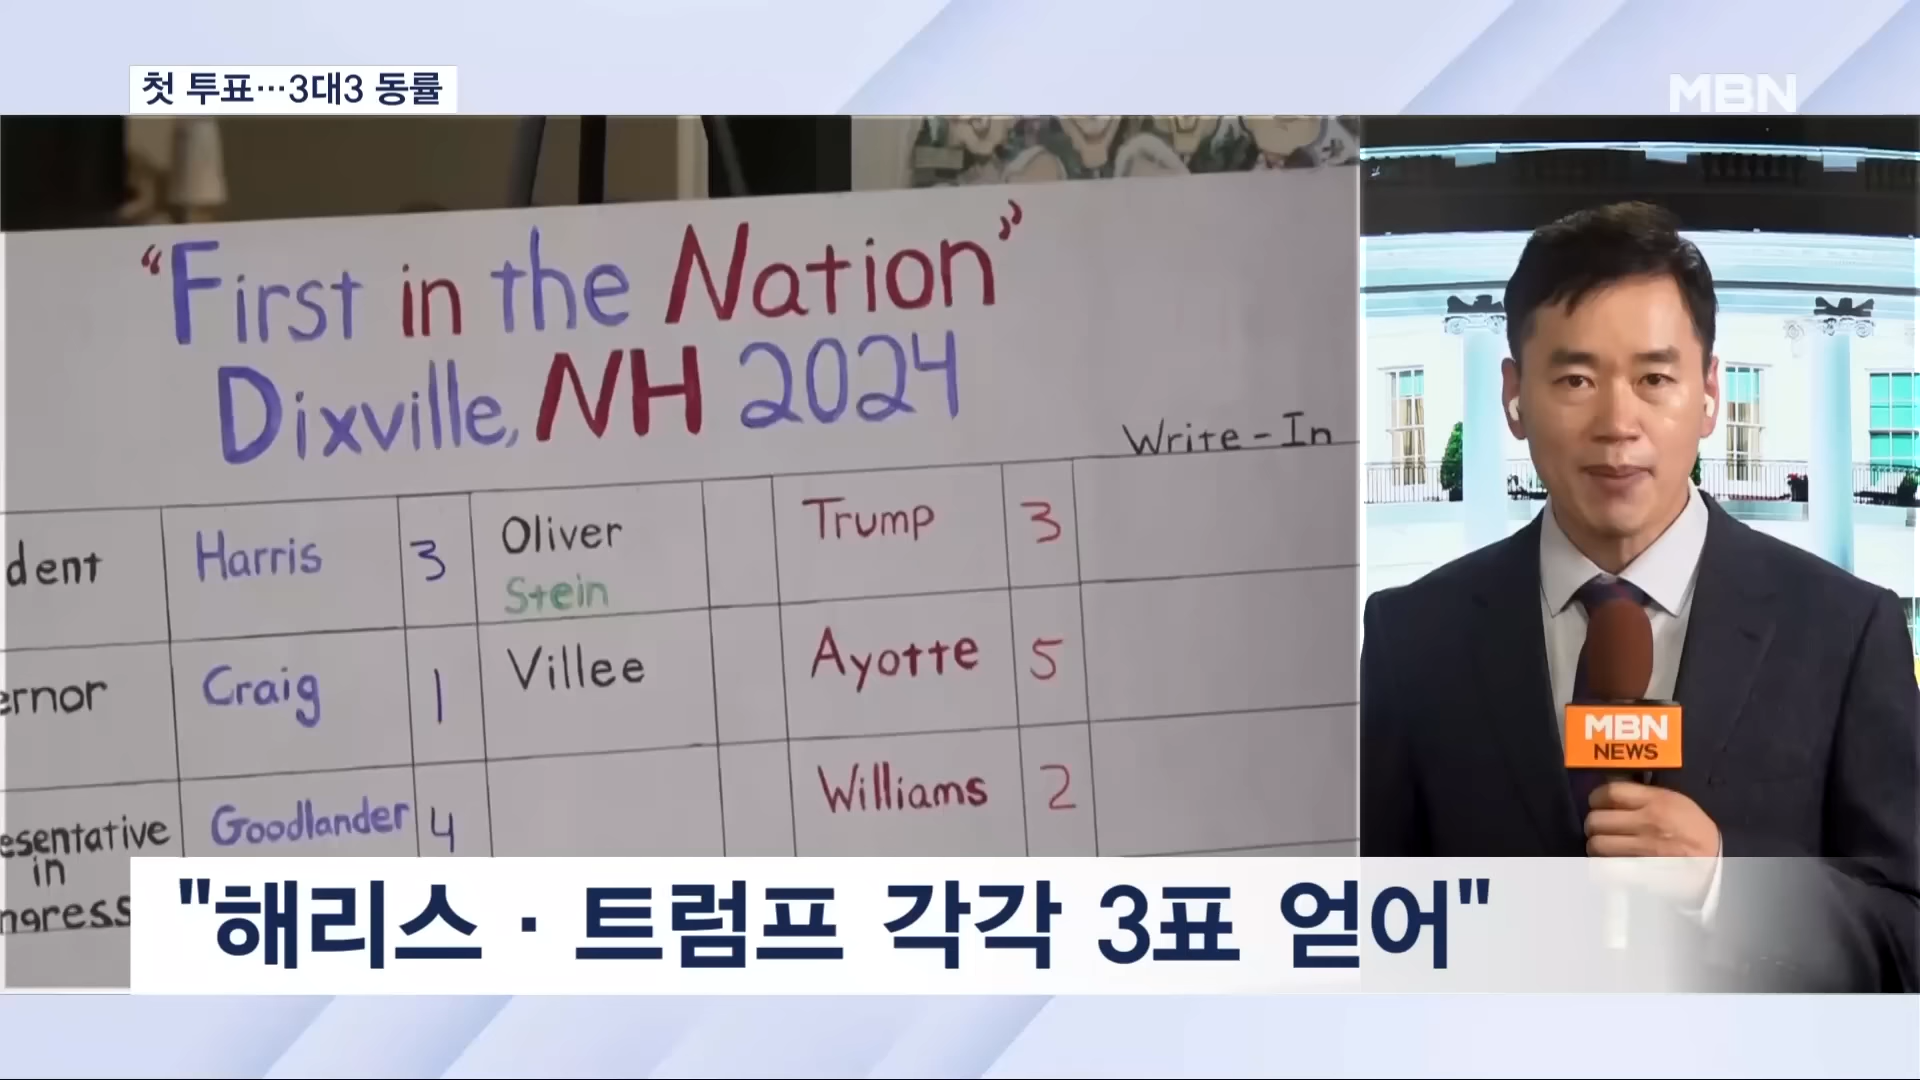 첫 투표…3대3 동률
MBN
“First in the Nation”
Dixville, NH 2024
Write-In
dent Harris 3 Oliver Trump 3
Stein
ernor Craig 1 Villee Ayotte 5
esentative Goodlander 4 Williams 2
in
ngress
MBN
NEWS
"해리스·트럼프 각각 3표 얻어"